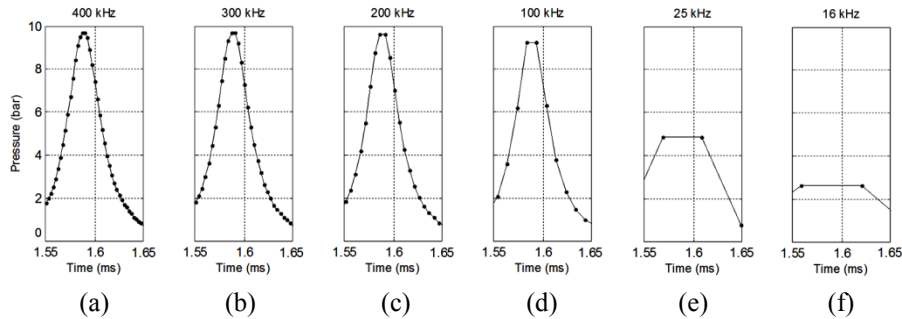 400 kHz 300 kHz 200 kHz 100 kHz 25 kHz 16 kHz
10
8
6
4
2
0
Pressure (bar)
1.55 1.6 1.65 1.55 1.6 1.65 1.55 1.6 1.65 1.55 1.6 1.65 1.55 1.6 1.65 1.55 1.6 1.65
Time (ms) Time (ms) Time (ms) Time (ms) Time (ms) Time (ms)
(a) (b) (c) (d) (e) (f)